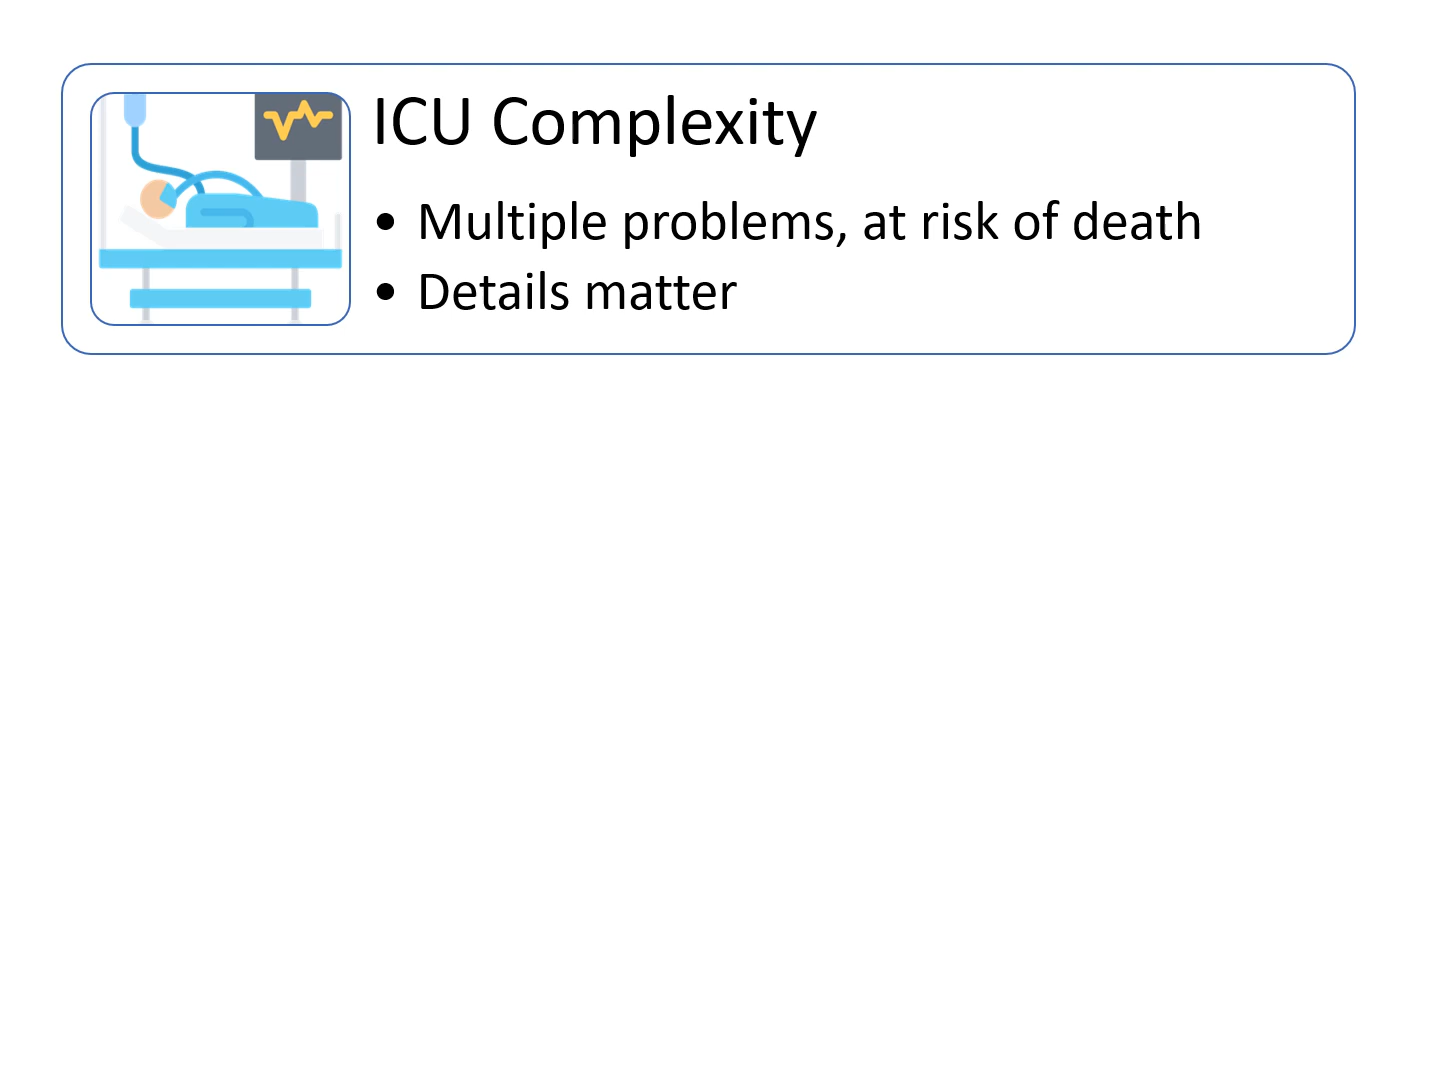 ICU Complexity
• Multiple problems, at risk of death
• Details matter